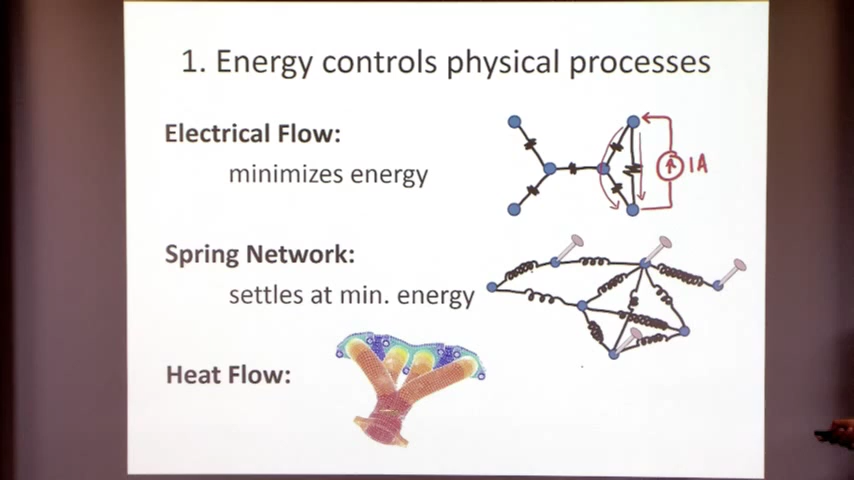 1. Energy controls physical processes
Electrical Flow:
minimizes energy
1A
Spring Network:
settles at min. energy
Heat Flow: